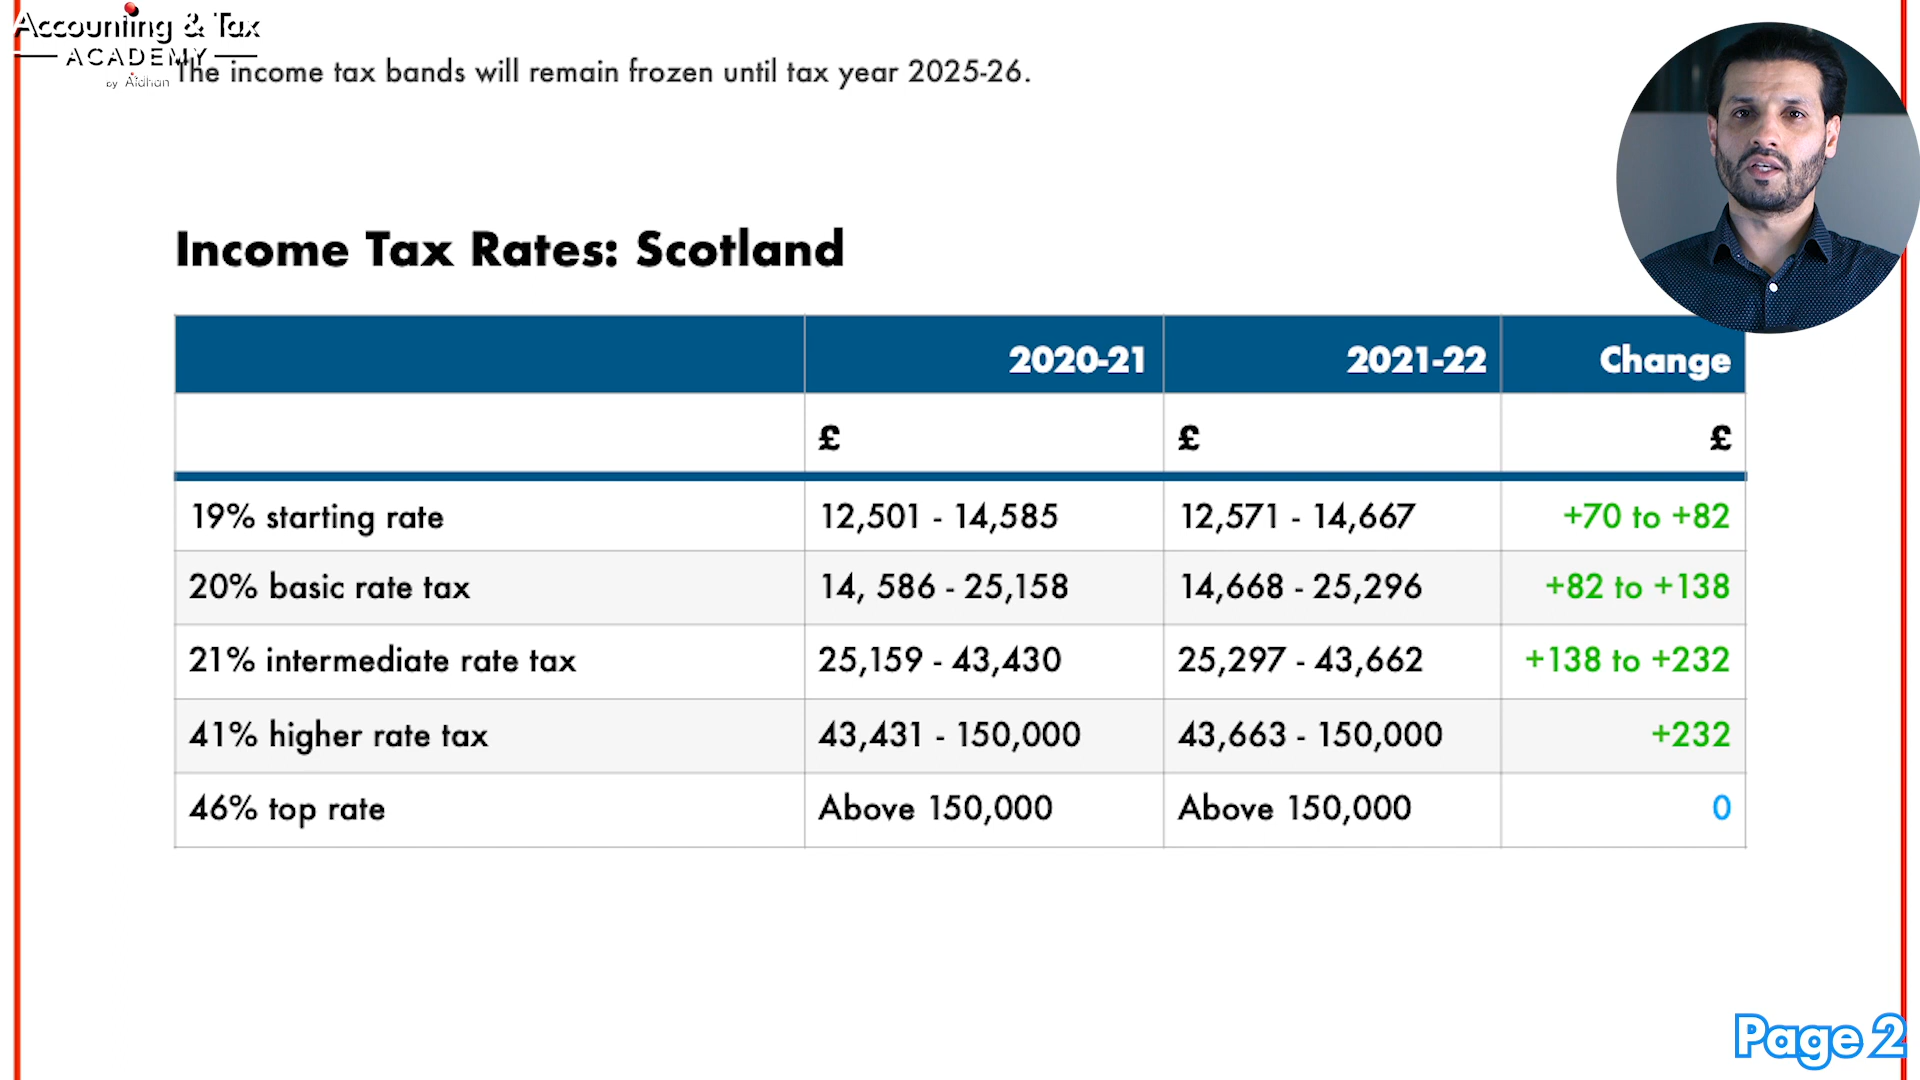 Accounting & Tax
ACADEMY
by Aidhan
The income tax bands will remain frozen until tax year 2025-26.
Income Tax Rates: Scotland
2020-21 2021-22 Change
£ £ £
19% starting rate 12,501 - 14,585 12,571 - 14,667 +70 to +82
20% basic rate tax 14, 586 - 25,158 14,668 - 25,296 +82 to +138
21% intermediate rate tax 25,159 - 43,430 25,297 - 43,662 +138 to +232
41% higher rate tax 43,431 - 150,000 43,663 - 150,000 +232
46% top rate Above 150,000 Above 150,000 0
Page 2